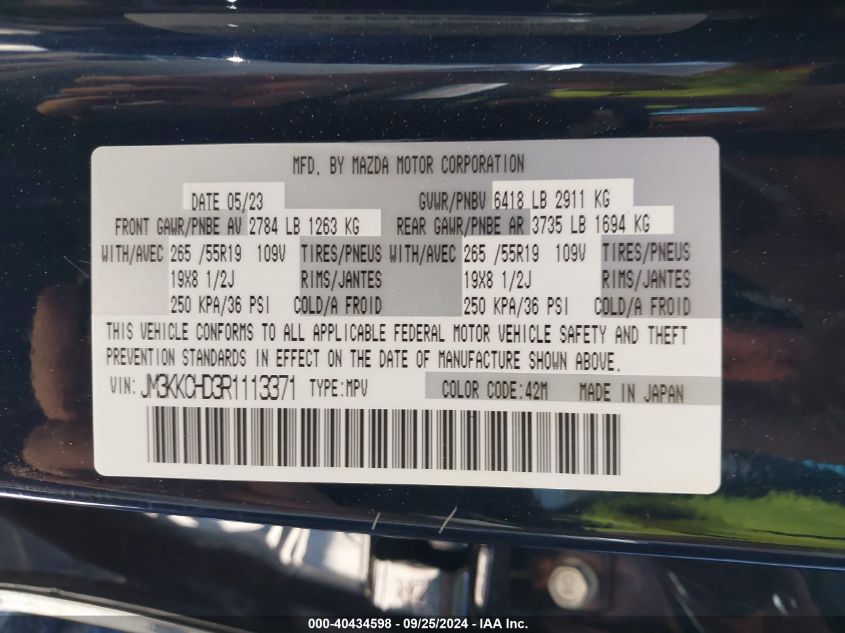 MFD. BY MAZDA MOTOR CORPORATION
DATE 05/23 GVWR/PNBV 6418 LB 2911 KG
FRONT GAWR/PNBE AV 2784 LB 1263 KG REAR GAWR/PNBE AR 3735 LB 1694 KG
WITH/AVEC 265 /55R19 109V TIRES/PNEUS WITH/AVEC 265 /55R19 109V TIRES/PNEUS
19X8 1/2J RIMS/JANTES 19X8 1/2J RIMS/JANTES
250 KPA/36 PSI COLD/A FROID 250 KPA/36 PSI COLD/A FROID
THIS VEHICLE CONFORMS TO ALL APPLICABLE FEDERAL MOTOR VEHICLE SAFETY AND THEFT
PREVENTION STANDARDS IN EFFECT ON THE DATE OF MANUFACTURE SHOWN ABOVE.
VIN: JM3KKCHD3R1113371 TYPE:MPV COLOR CODE:42M MADE IN JAPAN
000-40434598 - 09/25/2024 - IAA Inc.